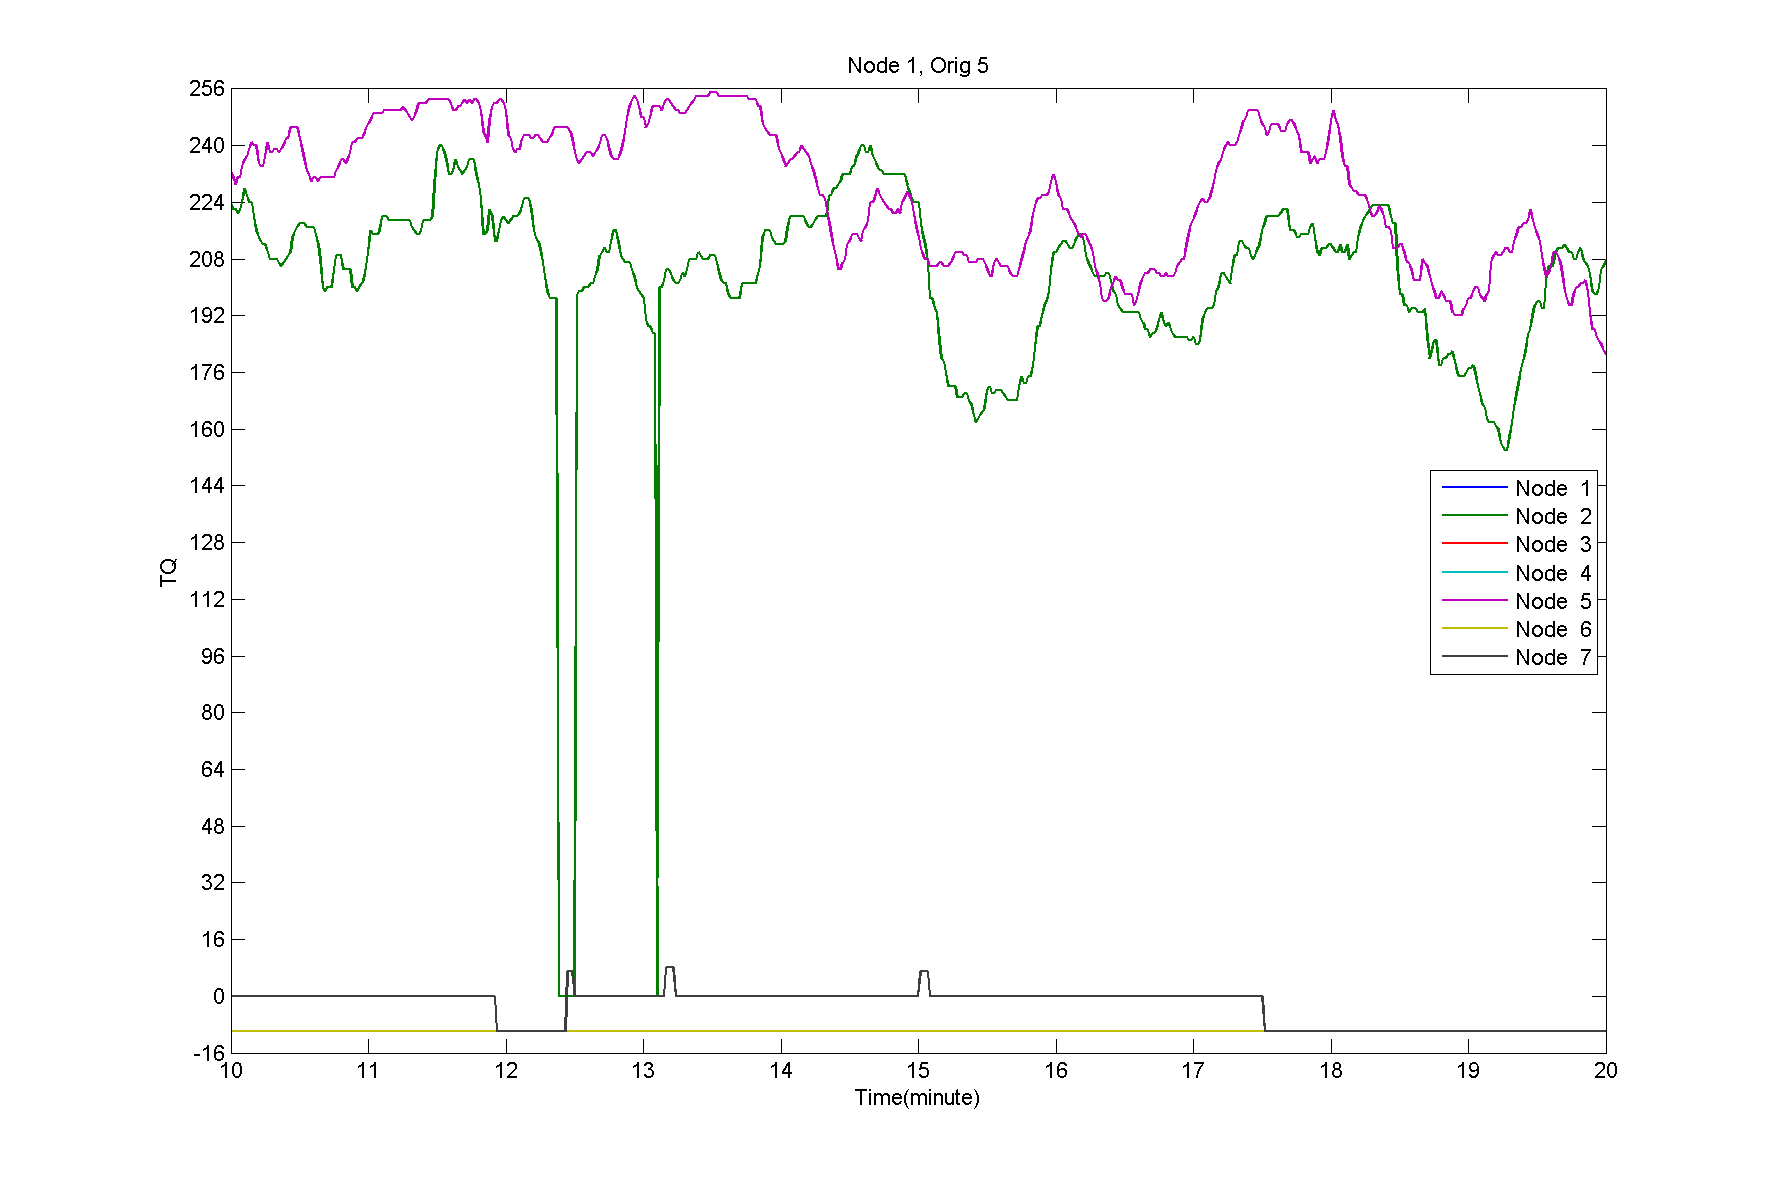 Node 1, Orig 5
256
240
224
208
192
176
160
144
128
112
96
80
64
48
32
16
0
-16
TQ
Node 1
Node 2
Node 3
Node 4
Node 5
Node 6
Node 7
10 11 12 13 14 15 16 17 18 19 20
Time(minute)